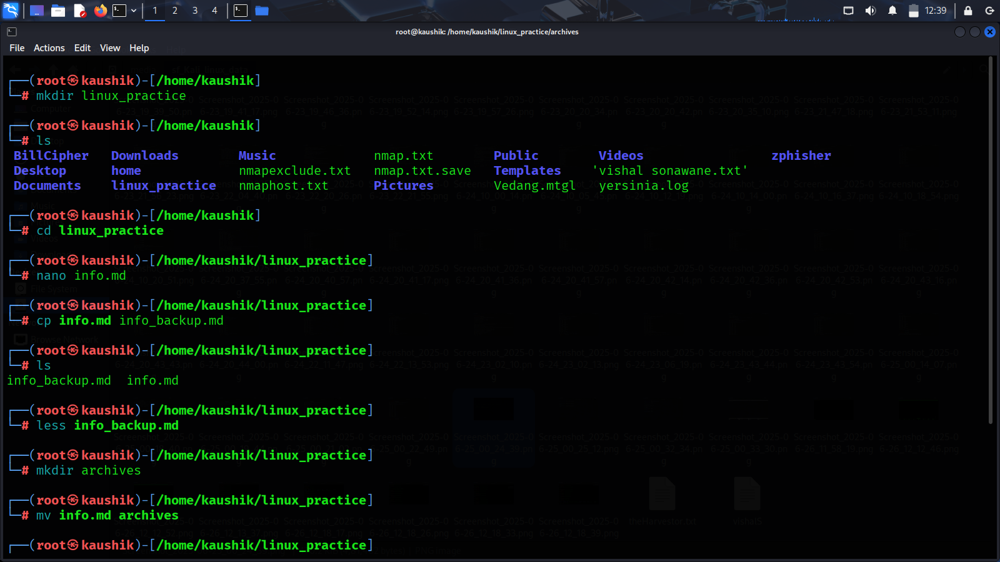 1 2 3 4 12:39
root@kaushik: /home/kaushik/linux_practice/archives
File Actions Edit View Help
┌──(root㉿kaushik)-[/home/kaushik]
└─# mkdir linux_practice
┌──(root㉿kaushik)-[/home/kaushik]
└─# ls
BillCipher Downloads Music nmap.txt Public Videos zphisher
Desktop home nmapexclude.txt nmap.txt.save Templates 'vishal sonawane.txt'
Documents linux_practice nmaphost.txt Pictures Vedang.mtgl yersinia.log
┌──(root㉿kaushik)-[/home/kaushik]
└─# cd linux_practice
┌──(root㉿kaushik)-[/home/kaushik/linux_practice]
└─# nano info.md
┌──(root㉿kaushik)-[/home/kaushik/linux_practice]
└─# cp info.md info_backup.md
┌──(root㉿kaushik)-[/home/kaushik/linux_practice]
└─# ls
info_backup.md info.md
┌──(root㉿kaushik)-[/home/kaushik/linux_practice]
└─# less info_backup.md
┌──(root㉿kaushik)-[/home/kaushik/linux_practice]
└─# mkdir archives
┌──(root㉿kaushik)-[/home/kaushik/linux_practice]
└─# mv info.md archives
┌──(root㉿kaushik)-[/home/kaushik/linux_practice]